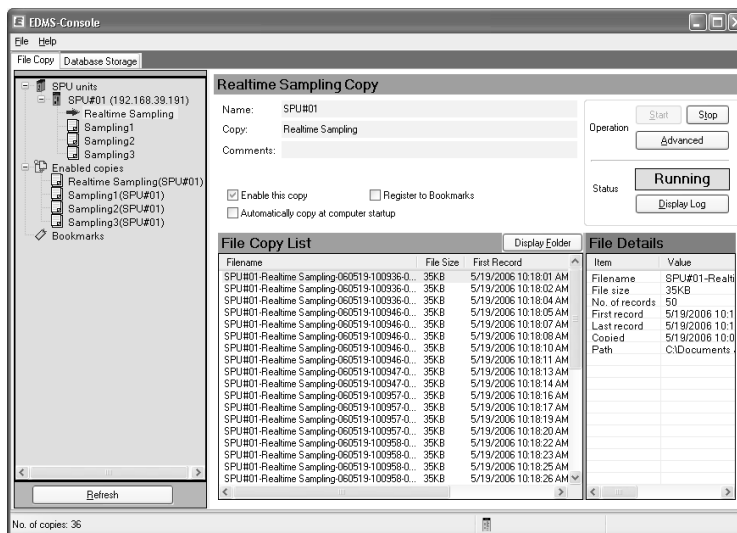 EDMS-Console
File Help
File Copy Database Storage
SPU units
SPU#01 (192.168.39.191)
Realtime Sampling
Sampling1
Sampling2
Sampling3
Enabled copies
Realtime Sampling(SPU#01)
Sampling1(SPU#01)
Sampling2(SPU#01)
Sampling3(SPU#01)
Bookmarks
Refresh
Realtime Sampling Copy
Name: SPU#01
Copy: Realtime Sampling
Comments:
Enable this copy Register to Bookmarks
Automatically copy at computer startup
Operation Start Stop
Advanced
Status Running
Display Log
File Copy List Display Folder
Filename File Size First Record
SPU#01-Realtime Sampling-060519-100936-0... 35KB 5/19/2006 10:18:01 AM
SPU#01-Realtime Sampling-060519-100936-0... 35KB 5/19/2006 10:18:02 AM
SPU#01-Realtime Sampling-060519-100936-0... 35KB 5/19/2006 10:18:04 AM
SPU#01-Realtime Sampling-060519-100946-0... 35KB 5/19/2006 10:18:05 AM
SPU#01-Realtime Sampling-060519-100946-0... 35KB 5/19/2006 10:18:07 AM
SPU#01-Realtime Sampling-060519-100946-0... 35KB 5/19/2006 10:18:08 AM
SPU#01-Realtime Sampling-060519-100946-0... 35KB 5/19/2006 10:18:10 AM
SPU#01-Realtime Sampling-060519-100946-0... 35KB 5/19/2006 10:18:11 AM
SPU#01-Realtime Sampling-060519-100947-0... 35KB 5/19/2006 10:18:13 AM
SPU#01-Realtime Sampling-060519-100947-0... 35KB 5/19/2006 10:18:14 AM
SPU#01-Realtime Sampling-060519-100957-0... 35KB 5/19/2006 10:18:16 AM
SPU#01-Realtime Sampling-060519-100957-0... 35KB 5/19/2006 10:18:17 AM
SPU#01-Realtime Sampling-060519-100957-0... 35KB 5/19/2006 10:18:19 AM
SPU#01-Realtime Sampling-060519-100957-0... 35KB 5/19/2006 10:18:20 AM
SPU#01-Realtime Sampling-060519-100958-0... 35KB 5/19/2006 10:18:22 AM
SPU#01-Realtime Sampling-060519-100958-0... 35KB 5/19/2006 10:18:23 AM
SPU#01-Realtime Sampling-060519-100958-0... 35KB 5/19/2006 10:18:25 AM
SPU#01-Realtime Sampling-060519-100958-0... 35KB 5/19/2006 10:18:26 AM
File Details
Item Value
Filename SPU#01-Realti
File size 35KB
No. of records 50
First record 5/19/2006 10:1
Last record 5/19/2006 10:1
Copied 5/19/2006 10:0
Path C:\Documents
No. of copies: 36